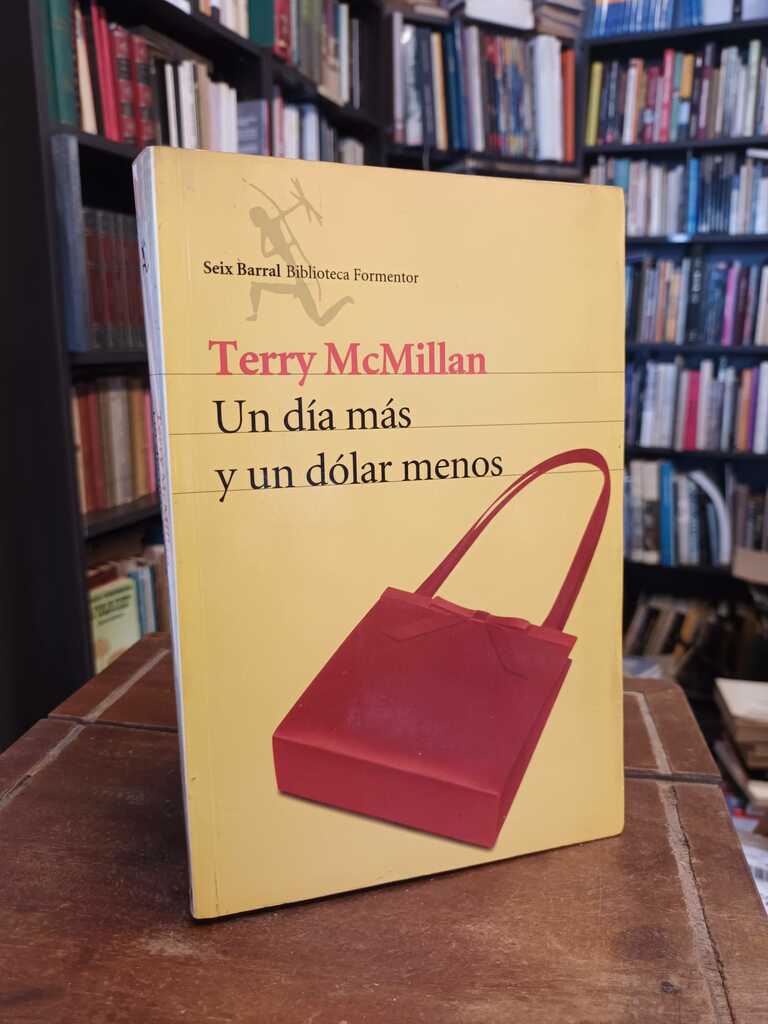 Seix Barral Biblioteca Formentor
Terry McMillan
Un día más
y un dólar menos